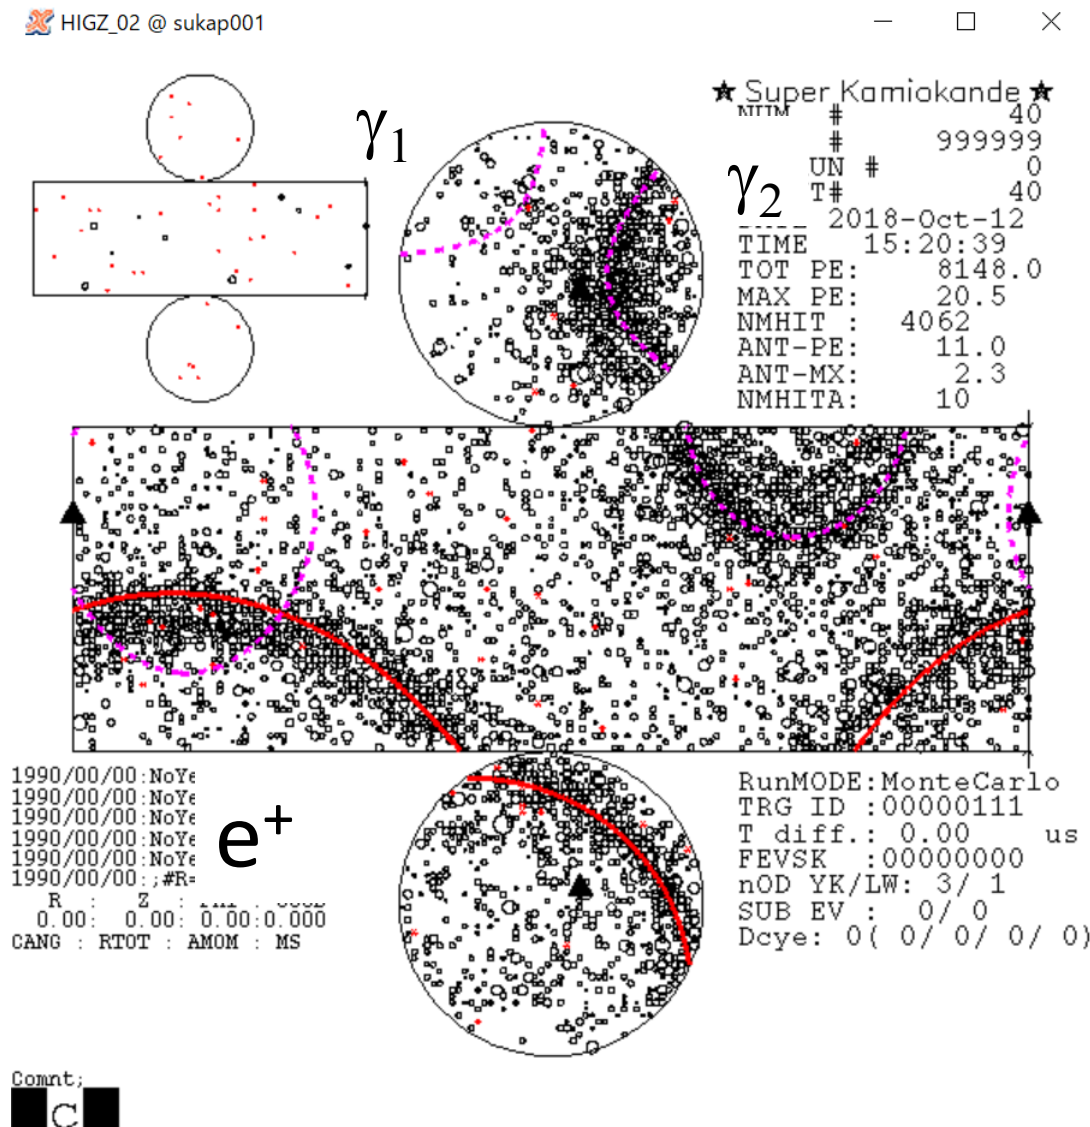 HIGZ_02 @ sukap001
★ Super Kamiokande ★
γ1
γ2
NUM # 40
# 999999
UN # 0
T# 40
2018-Oct-12
TIME 15:20:39
TOT PE: 8148.0
MAX PE: 20.5
NMHIT : 4062
ANT-PE: 11.0
ANT-MX: 2.3
NMHITA: 10
1990/00/00:NoYe
1990/00/00:NoYe
1990/00/00:NoYe
1990/00/00:NoYe
1990/00/00:NoYe
1990/00/00:;#R=
e+
R : Z :
0.00: 0.00: 0.00:0.000
CANG : RTOT : AMOM : MS
RunMODE:MonteCarlo
TRG ID :00000111
T diff.: 0.00 us
FEVSK :00000000
nOD YK/LW: 3/ 1
SUB EV : 0/ 0
Dcye: 0( 0/ 0/ 0/ 0)
Comnt;
C